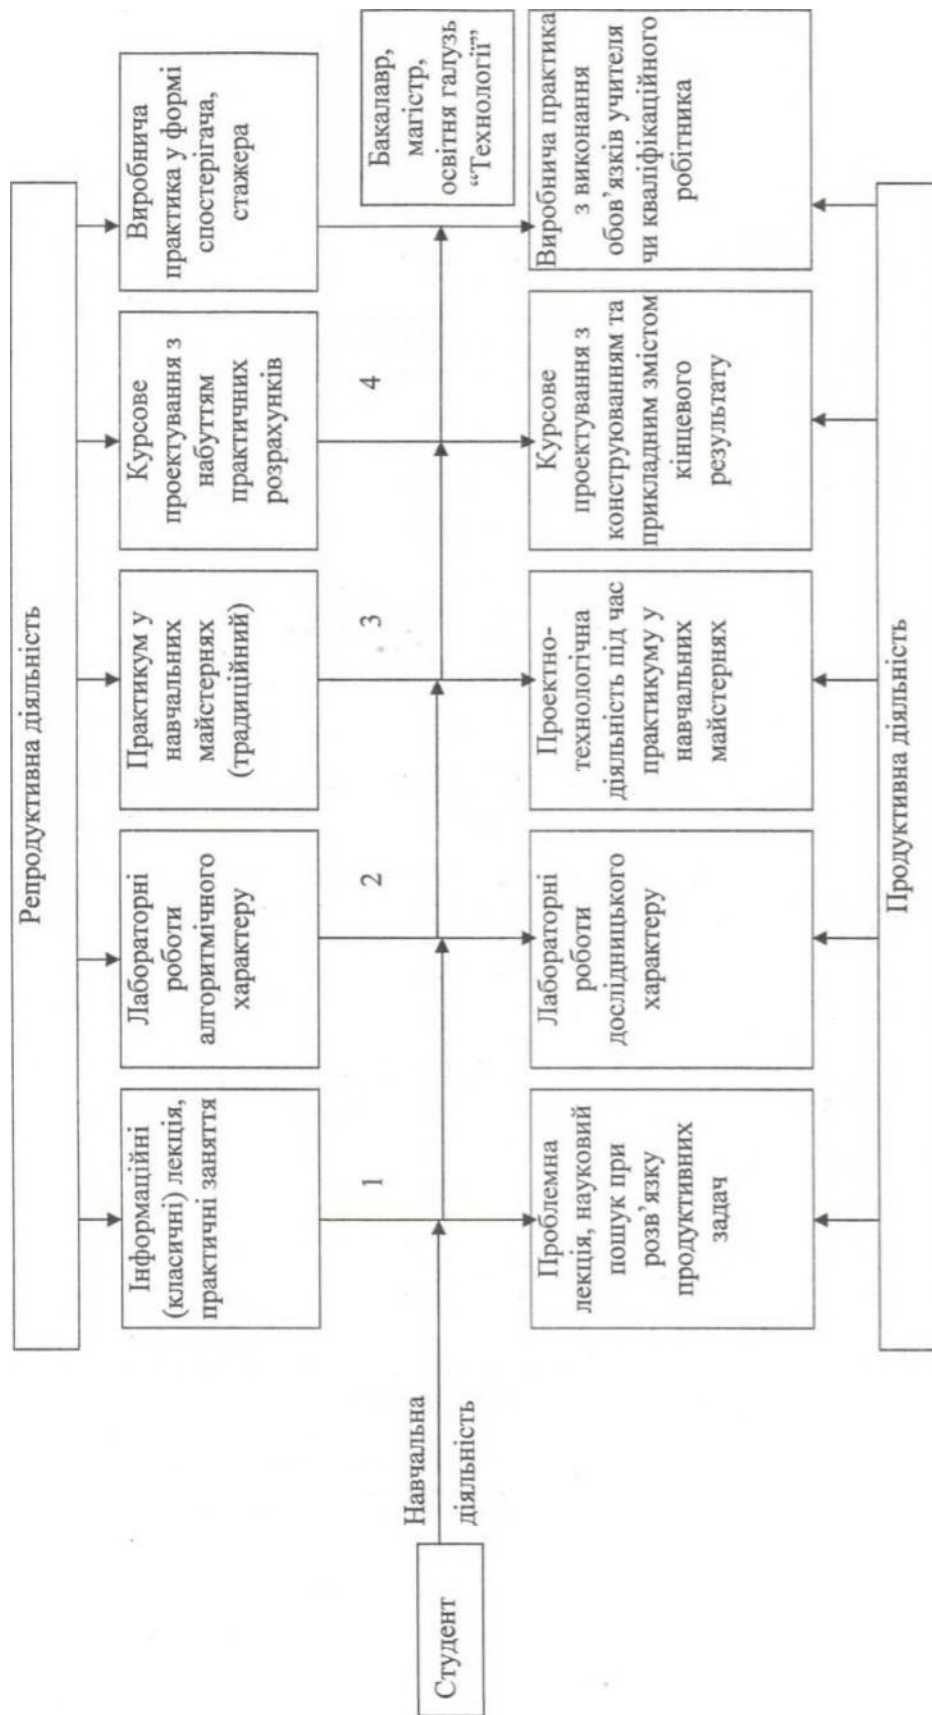 Репродуктивна діяльність
Інформаційні
(класичні) лекція,
практичні заняття
Лабораторні
роботи
алгоритмічного
характеру
Практикум у
навчальних
майстернях
(традиційний)
Курсове
проектування з
набуттям
практичних
розрахунків
Виробнича
практика у формі
спостерігача,
стажера
Студент
Навчальна
діяльність
1
2
3
4
Бакалавр,
магістр,
освітня галузь
“Технології”
Проблемна
лекція, науковий
пошук при
розв’язку
продуктивних
задач
Лабораторні
роботи
дослідницького
характеру
Проектно-
технологічна
діяльність під час
практикуму у
навчальних
майстернях
Курсове
проектування з
конструюванням та
прикладним змістом
кінцевого
результату
Виробнича практика
з виконання
обов’язків учителя
чи кваліфікаційного
робітника
Продуктивна діяльність